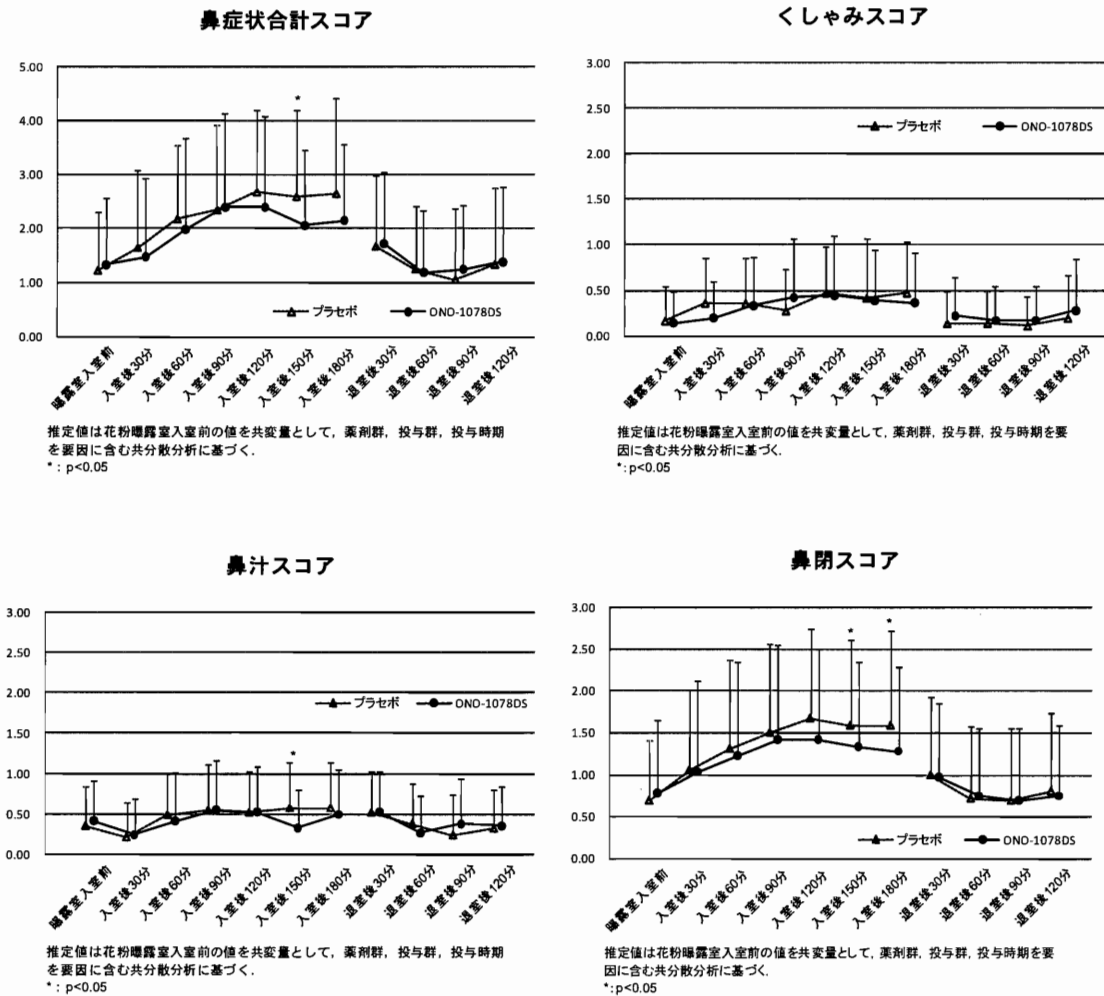 鼻症状合計スコア
5.00
4.00
3.00
2.00
1.00
0.00
*
プラセボ
ONO-1078DS
曝露室入室前
入室後30分
入室後60分
入室後90分
入室後120分
入室後150分
入室後180分
退室後30分
退室後60分
退室後90分
退室後120分
推定値は花粉曝露室入室前の値を共変量として，薬剤群，投与群，投与時期
を要因に含む共分散分析に基づく．
*：p<0.05
くしゃみスコア
3.00
2.50
2.00
1.50
1.00
0.50
0.00
プラセボ
ONO-1078DS
曝露室入室前
入室後30分
入室後60分
入室後90分
入室後120分
入室後150分
入室後180分
退室後30分
退室後60分
退室後90分
退室後120分
推定値は花粉曝露室入室前の値を共変量として，薬剤群，投与群，投与時期を要
因に含む共分散分析に基づく．
*:p<0.05
鼻汁スコア
3.00
2.50
2.00
1.50
1.00
0.50
0.00
*
プラセボ
ONO-1078DS
曝露室入室前
入室後30分
入室後60分
入室後90分
入室後120分
入室後150分
入室後180分
退室後30分
退室後60分
退室後90分
退室後120分
推定値は花粉曝露室入室前の値を共変量として，薬剤群，投与群，投与時期
を要因に含む共分散分析に基づく．
*：p<0.05
鼻閉スコア
3.00
2.50
2.00
1.50
1.00
0.50
0.00
*
*
プラセボ
ONO-1078DS
曝露室入室前
入室後30分
入室後60分
入室後90分
入室後120分
入室後150分
入室後180分
退室後30分
退室後60分
退室後90分
退室後120分
推定値は花粉曝露室入室前の値を共変量として，薬剤群，投与群，投与時期を要
因に含む共分散分析に基づく．
*:p<0.05